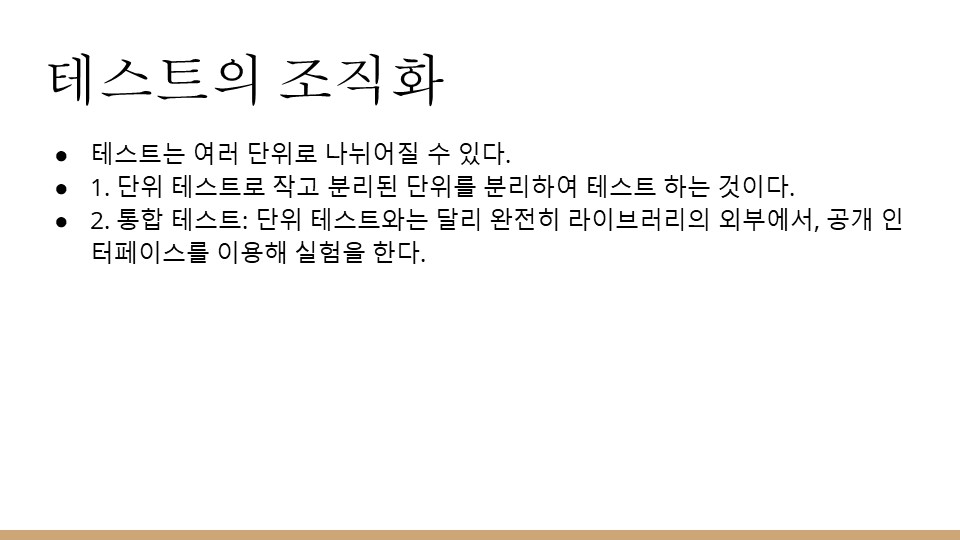 테스트의 조직화
● 테스트는 여러 단위로 나뉘어질 수 있다.
● 1. 단위 테스트로 작고 분리된 단위를 분리하여 테스트 하는 것이다.
● 2. 통합 테스트: 단위 테스트와는 달리 완전히 라이브러리의 외부에서, 공개 인
터페이스를 이용해 실험을 한다.